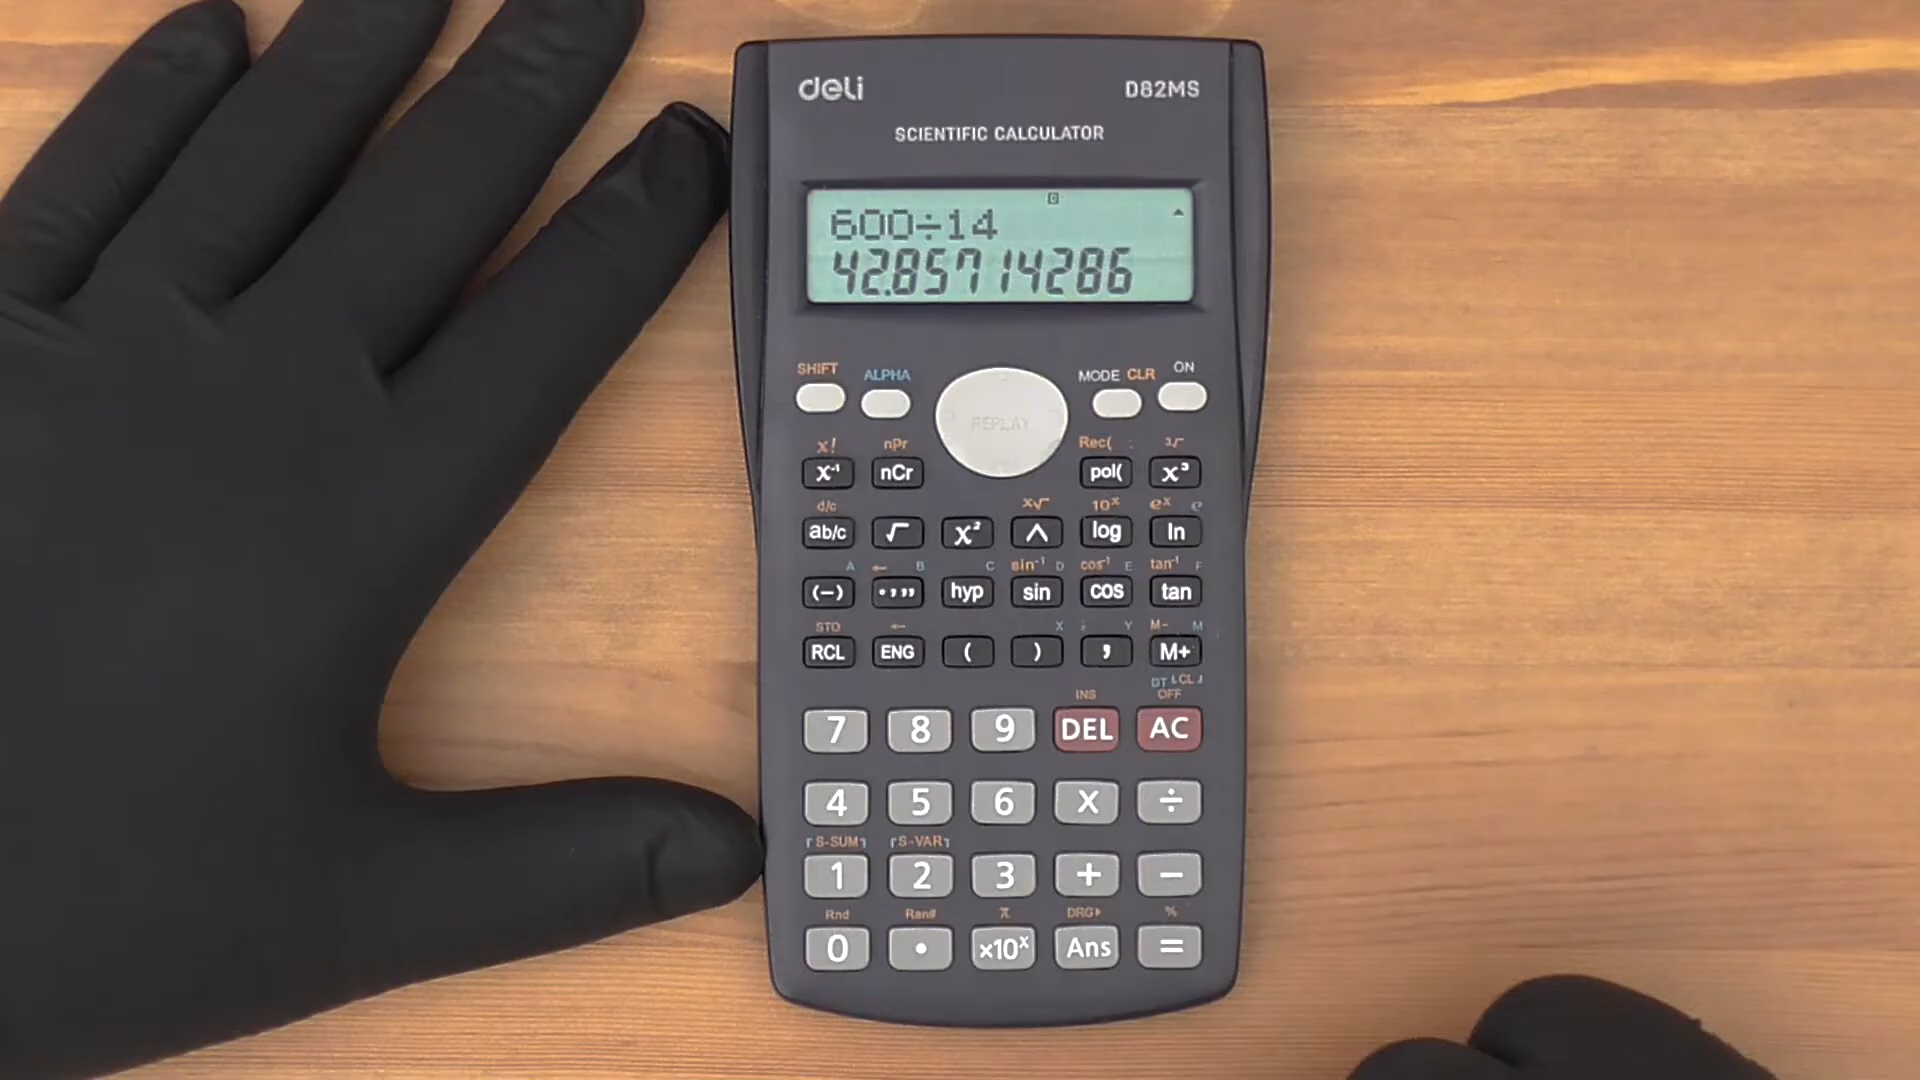 deli D82MS
SCIENTIFIC CALCULATOR
D
600÷14
42.85714286
SHIFT ALPHA MODE CLR ON
REPLAY
x! nPr Rec( : ³√
x⁻¹ nCr pol( x³
d/c x√ 10ˣ eˣ e
ab/c √ x² ^ log ln
A ← B C sin⁻¹ D cos⁻¹ E tan⁻¹ F
(−) °,,, hyp sin cos tan
STO ← X ; Y M- M
RCL ENG ( ) , M+
INS DT CL OFF
7 8 9 DEL AC
4 5 6 X ÷
S-SUM S-VAR
1 2 3 + −
Rnd Ran# π DRG▸ %
0 • ×10ˣ Ans =